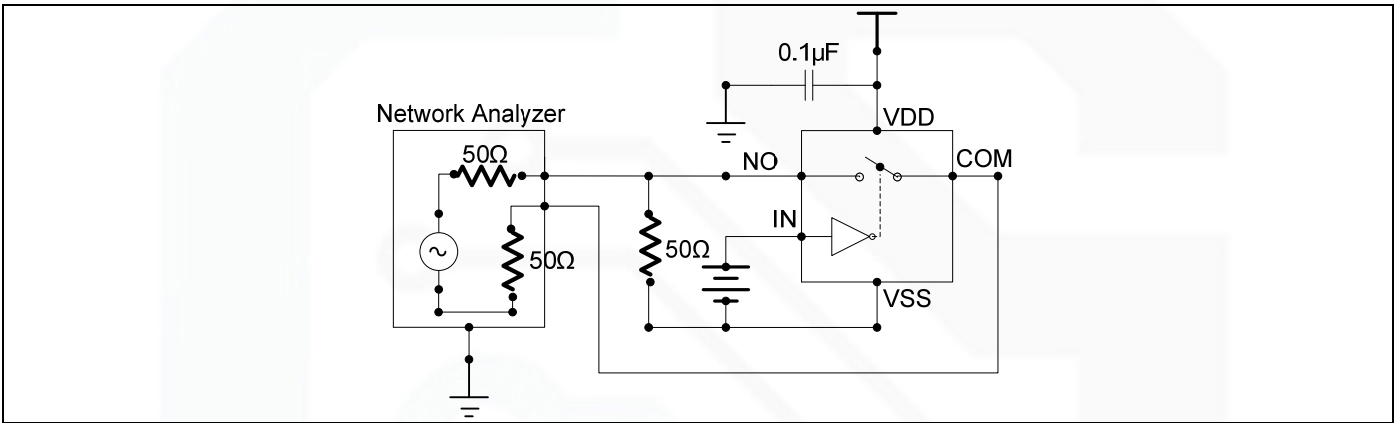 0.1µF
Network Analyzer
VDD
50Ω
NO
COM
IN
50Ω
50Ω
VSS